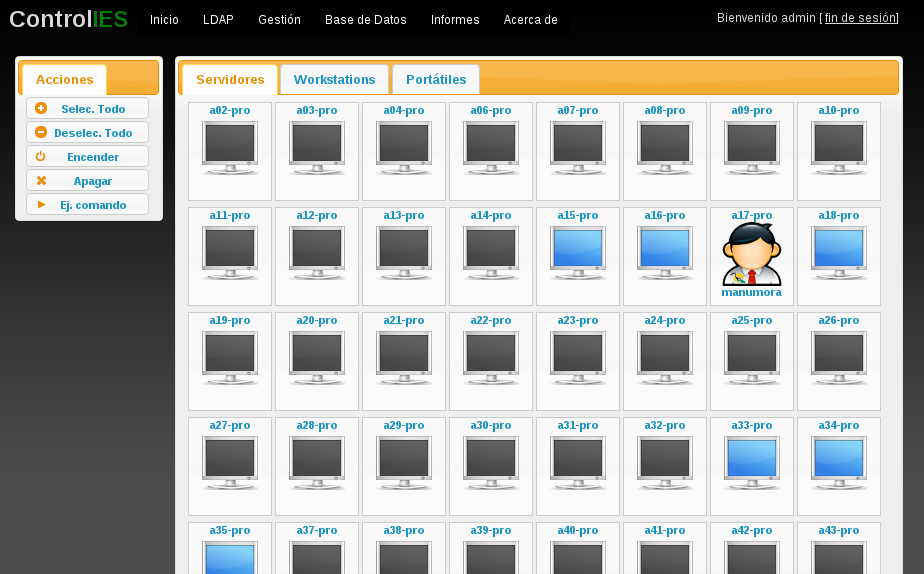 ControlIES Inicio LDAP Gestión Base de Datos Informes Acerca de Bienvenido admin [ fin de sesión]
Acciones
Selec. Todo
Deselec. Todo
Encender
Apagar
Ej. comando
Servidores Workstations Portátiles
a02-pro a03-pro a04-pro a06-pro a07-pro a08-pro a09-pro a10-pro
a11-pro a12-pro a13-pro a14-pro a15-pro a16-pro a17-pro a18-pro
manumora
a19-pro a20-pro a21-pro a22-pro a23-pro a24-pro a25-pro a26-pro
a27-pro a28-pro a29-pro a30-pro a31-pro a32-pro a33-pro a34-pro
a35-pro a37-pro a38-pro a39-pro a40-pro a41-pro a42-pro a43-pro